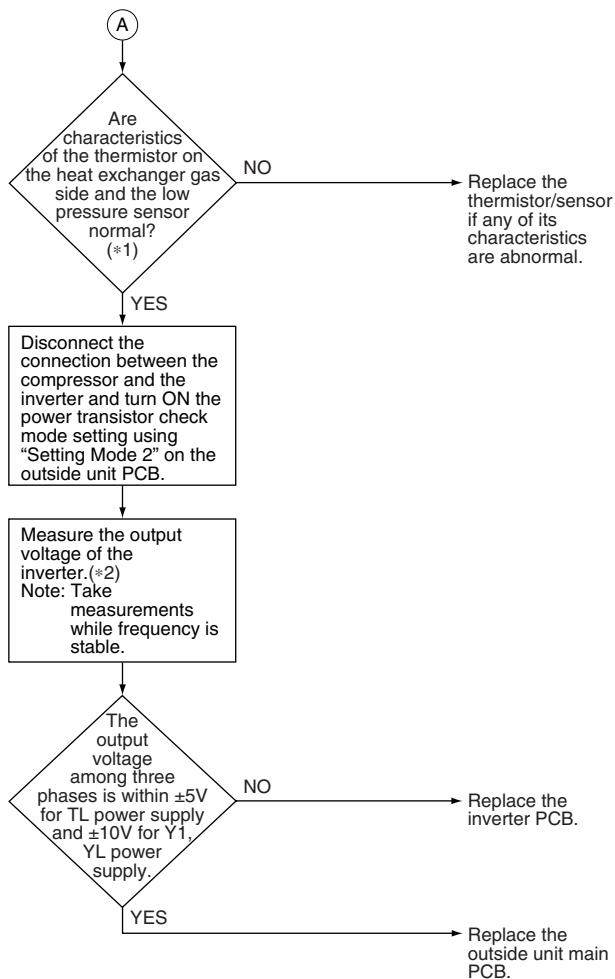 A
Are
characteristics
of the thermistor on
the heat exchanger gas
side and the low
pressure sensor
normal?
(*1)
NO
Replace the
thermistor/sensor
if any of its
characteristics
are abnormal.
YES
Disconnect the
connection between the
compressor and the
inverter and turn ON the
power transistor check
mode setting using
“Setting Mode 2” on the
outside unit PCB.
Measure the output
voltage of the
inverter.(*2)
Note: Take
measurements
while frequency is
stable.
The
output
voltage
among three
phases is within ±5V
for TL power supply
and ±10V for Y1,
YL power
supply.
NO
Replace the
inverter PCB.
YES
Replace the
outside unit main
PCB.